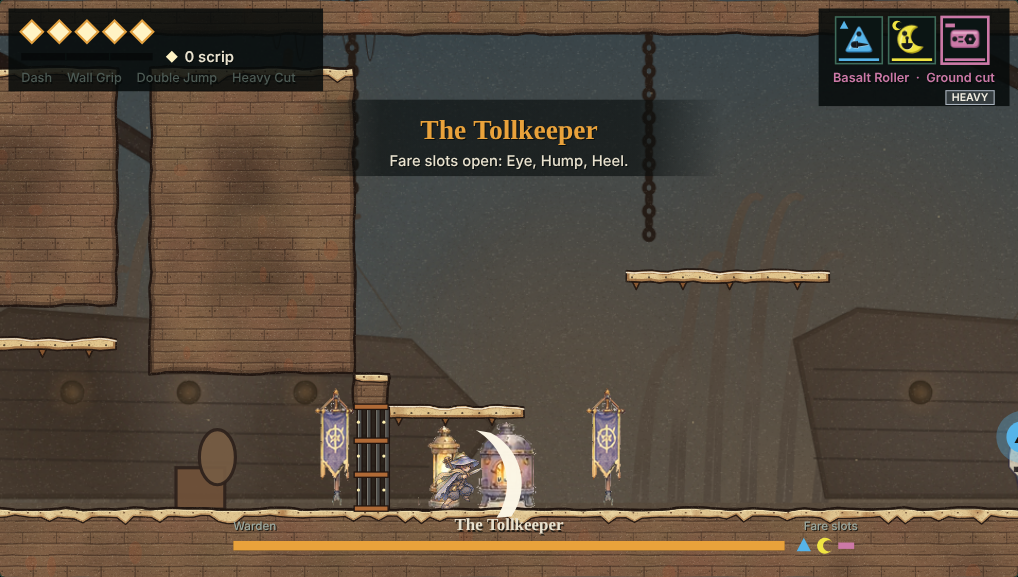 0 scrip
Dash Wall Grip Double Jump Heavy Cut
Basalt Roller · Ground cut
HEAVY
The Tollkeeper
Fare slots open: Eye, Hump, Heel.
Warden
The Tollkeeper
Fare slots